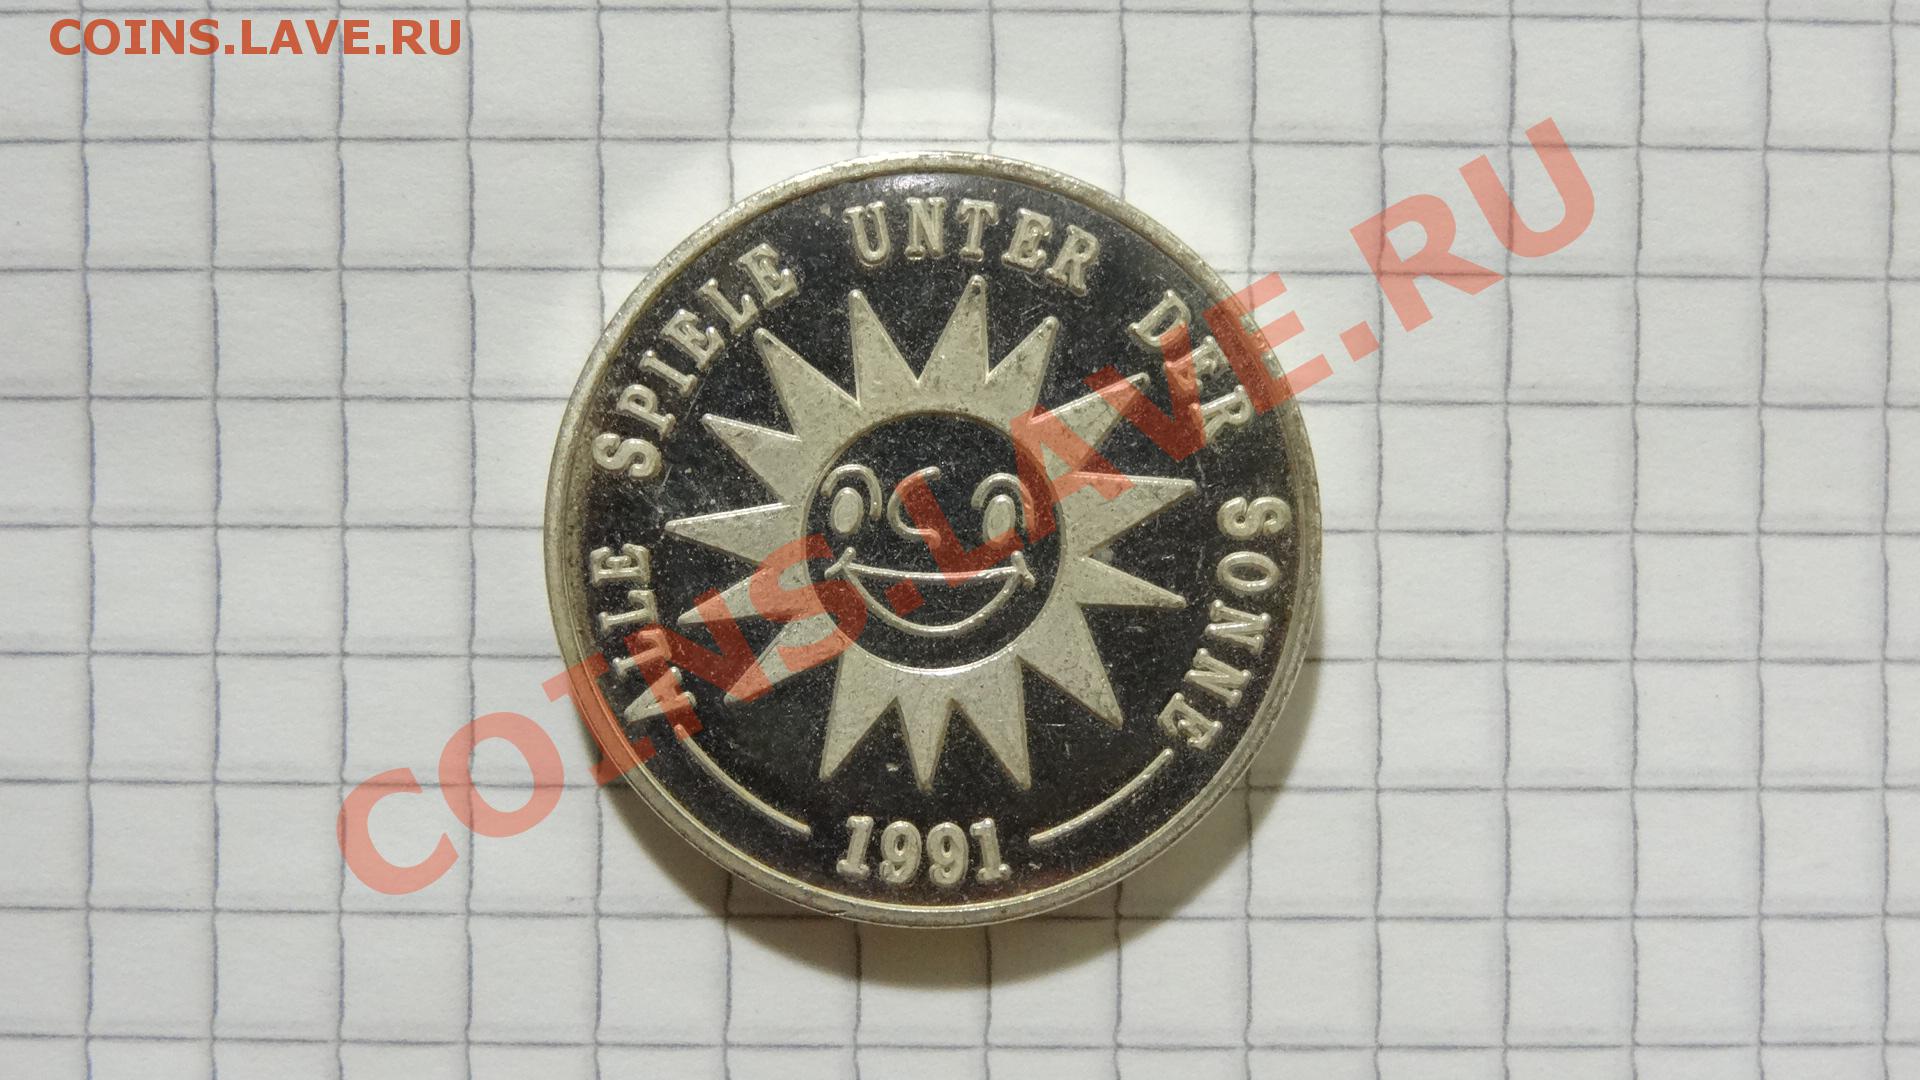 COINS.LAVE.RU
ALLE SPIELE UNTER DER SONNE
1991
COINS.LAVE.RU